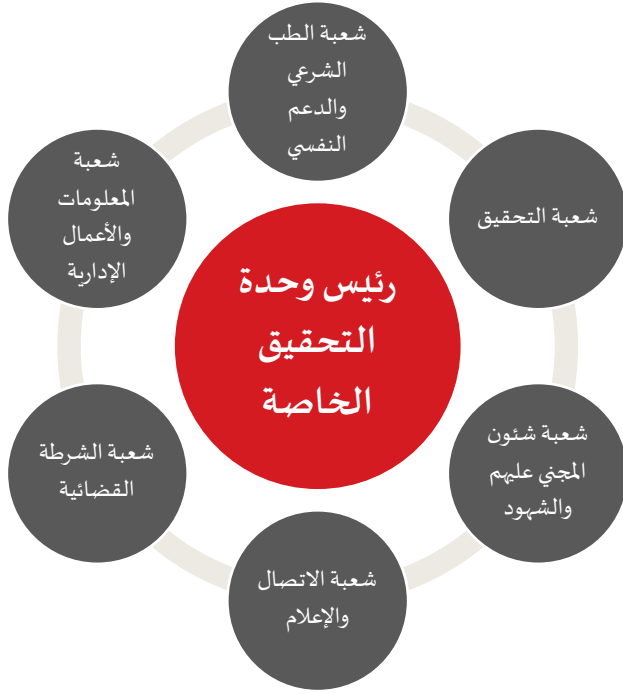 شعبة الطب
الشرعي
والدعم
النفسي
شعبة التحقيق
شعبة شئون
المجني عليهم
والشهود
شعبة الاتصال
والإعلام
شعبة الشرطة
القضائية
شعبة
المعلومات
والأعمال
الإدارية
رئيس وحدة
التحقيق
الخاصة